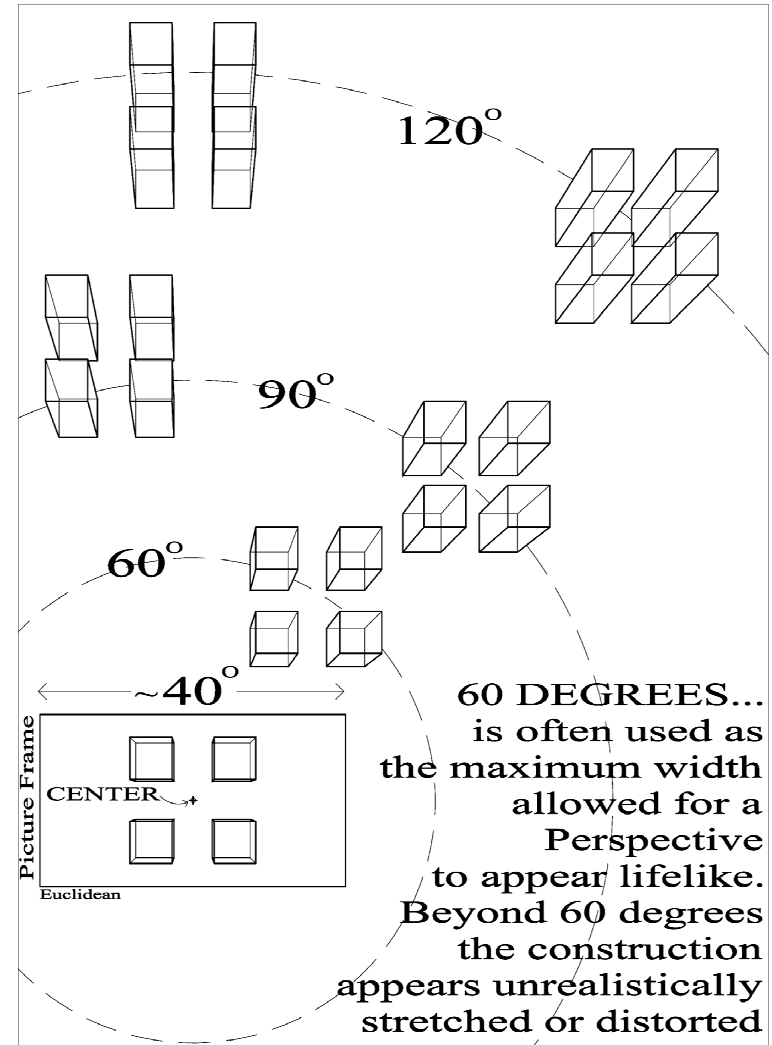 120°
90°
60°
~40°
Picture Frame
CENTER
Euclidean
60 DEGREES...
is often used as
the maximum width
allowed for a
Perspective
to appear lifelike.
Beyond 60 degrees
the construction
appears unrealistically
stretched or distorted